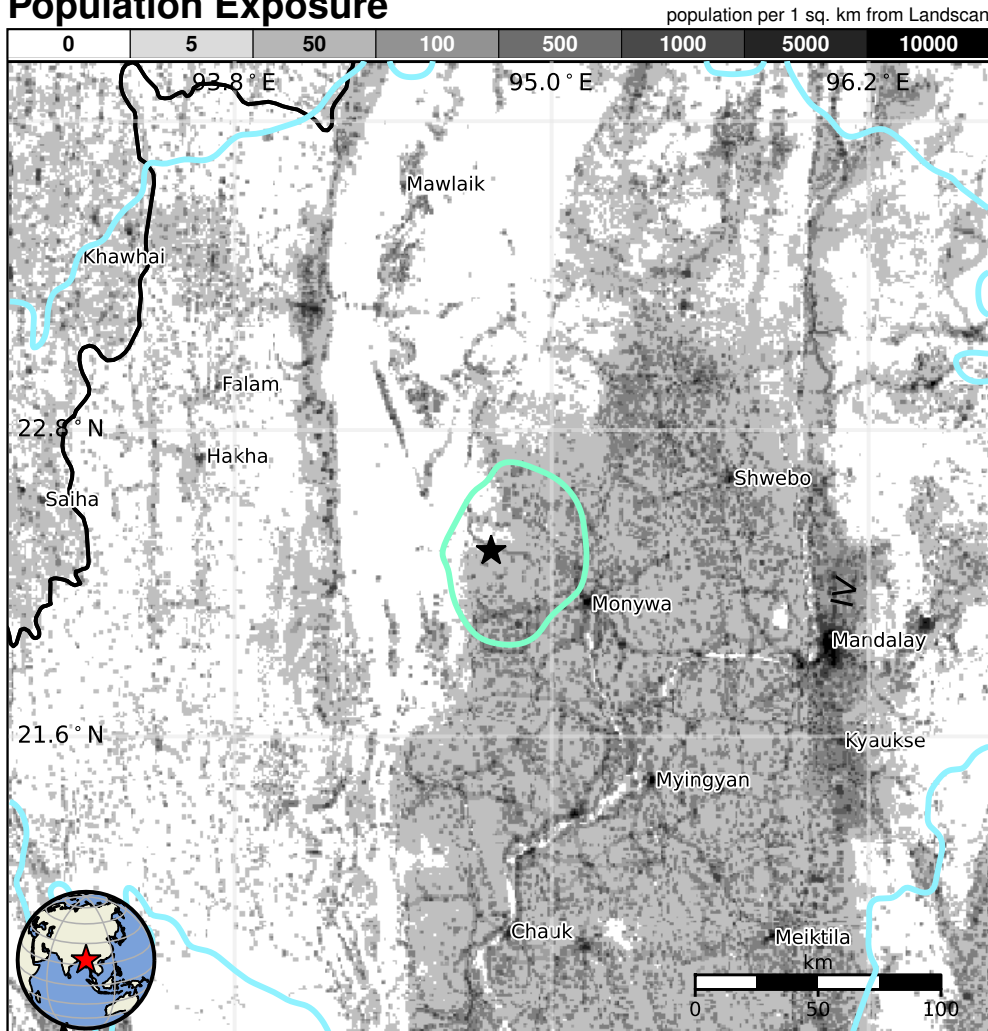 Population Exposure
population per 1 sq. km from Landscan
0 5 50 100 500 1000 5000 10000
93.8°E 95.0°E 96.2°E
Mawlaik
Khawhai
Falam
22.8°N
Hakha
Shwebo
Saiha
IV
Monywa
Mandalay
21.6°N
Kyaukse
Myingyan
Chauk
Meiktila
km
0 50 100